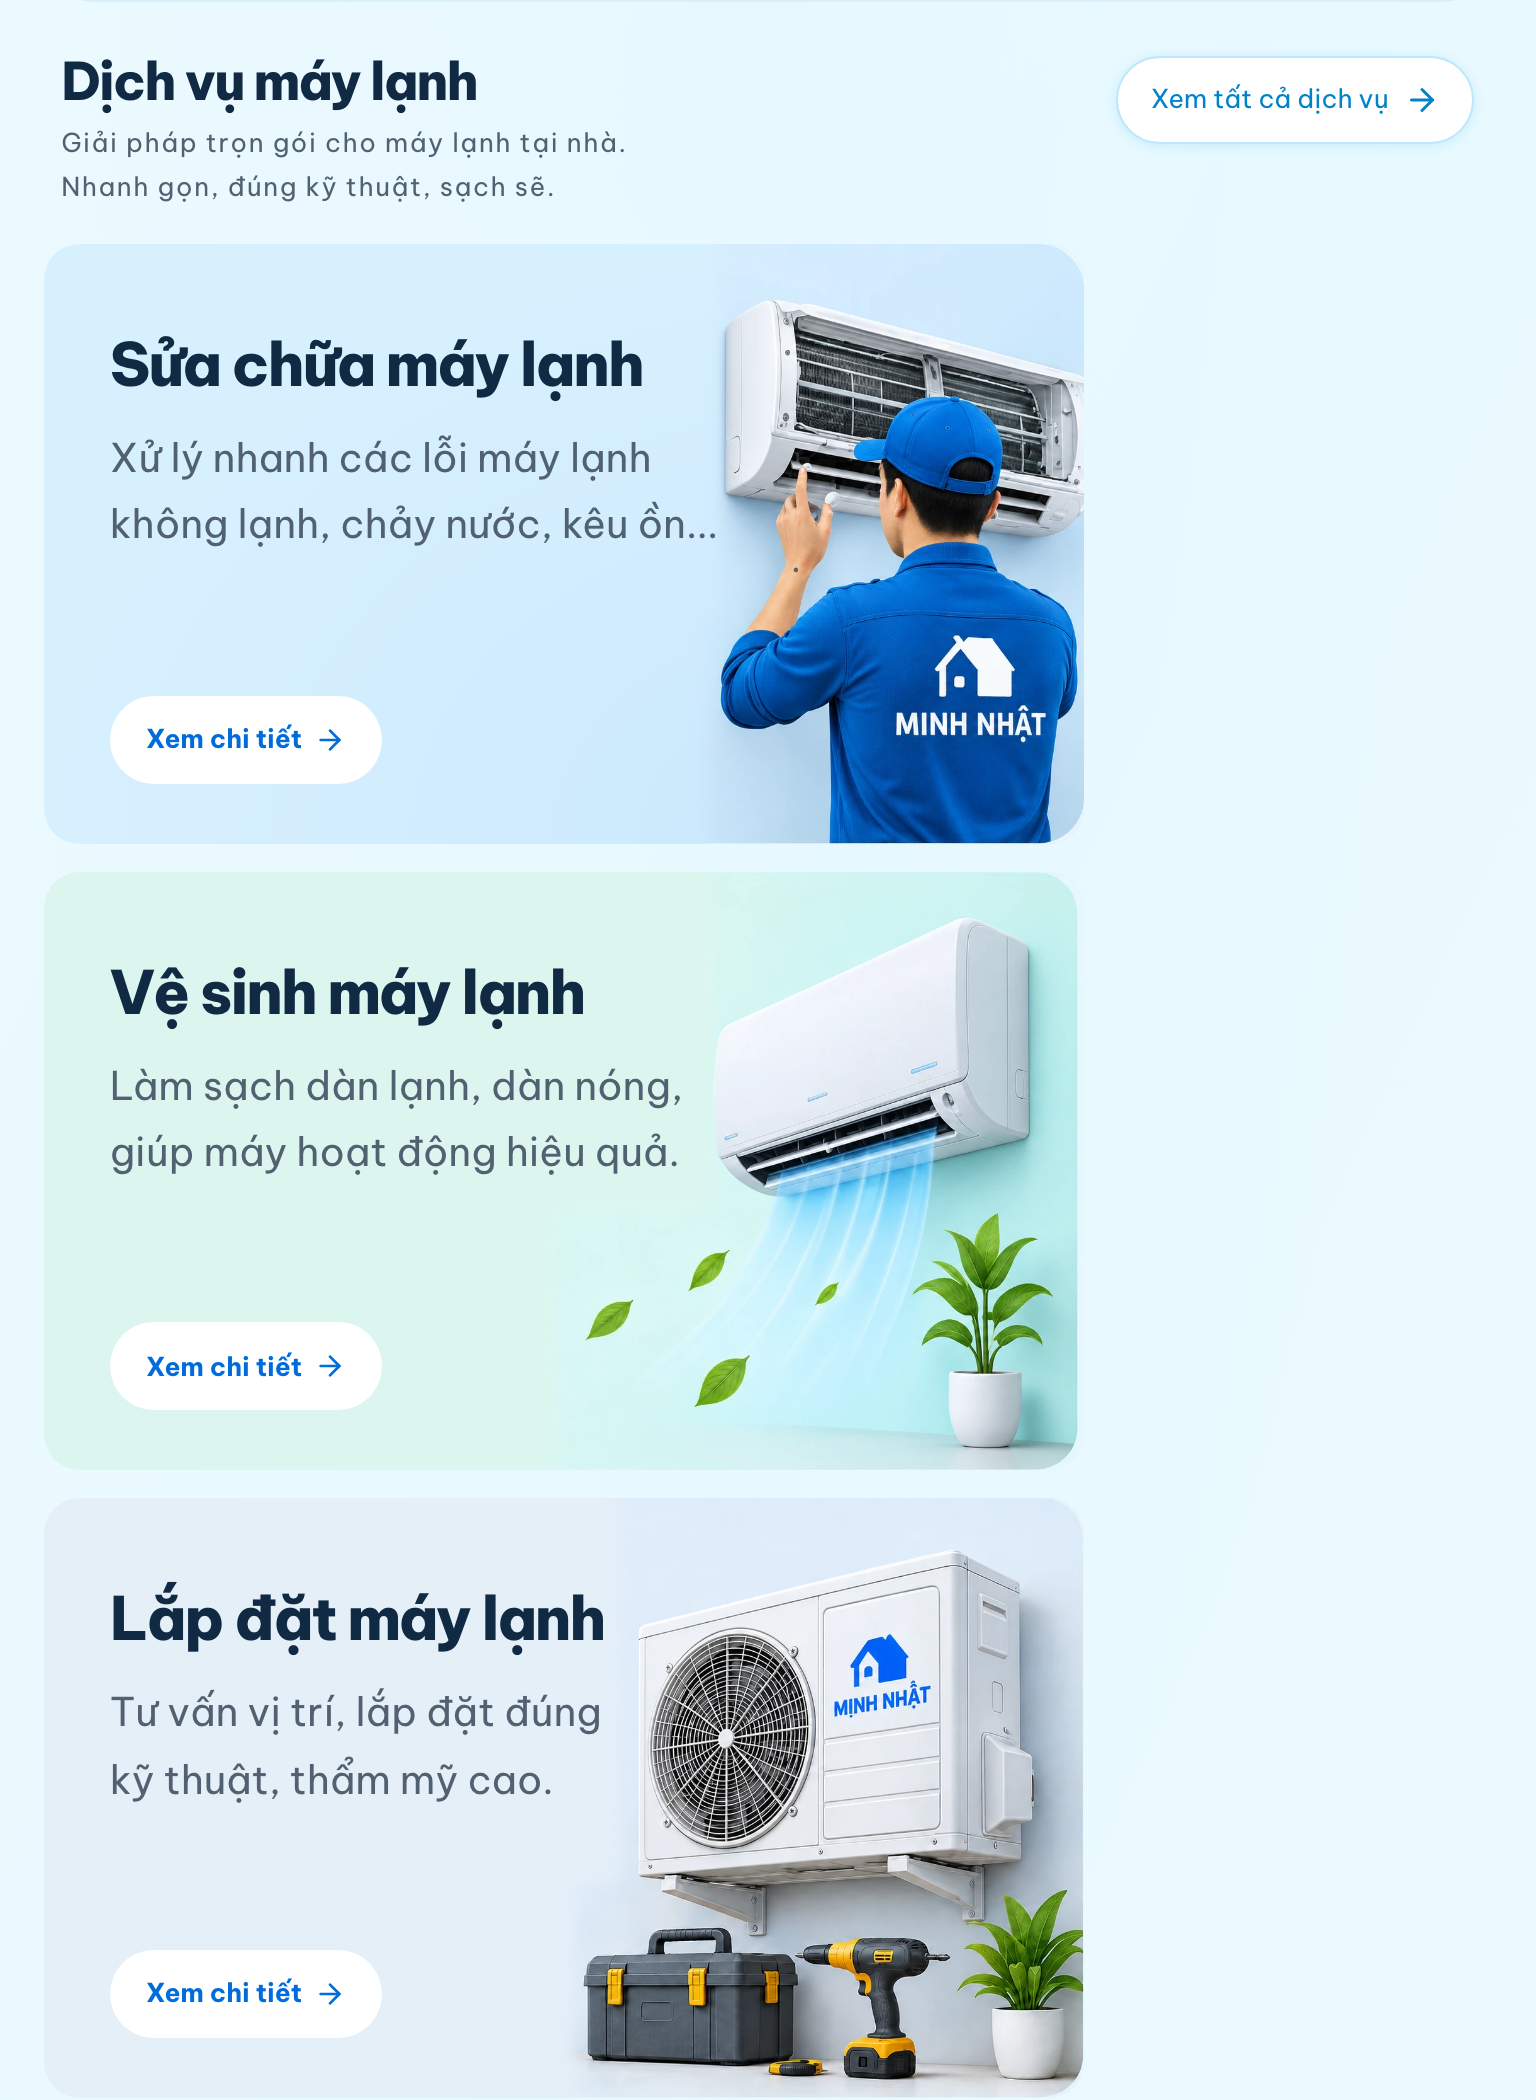 Dịch vụ máy lạnh
Giải pháp trọn gói cho máy lạnh tại nhà.
Nhanh gọn, đúng kỹ thuật, sạch sẽ.
Xem tất cả dịch vụ
Sửa chữa máy lạnh
Xử lý nhanh các lỗi máy lạnh
không lạnh, chảy nước, kêu ồn...
Xem chi tiết
MINH NHẬT
Vệ sinh máy lạnh
Làm sạch dàn lạnh, dàn nóng,
giúp máy hoạt động hiệu quả.
Xem chi tiết
Lắp đặt máy lạnh
Tư vấn vị trí, lắp đặt đúng
kỹ thuật, thẩm mỹ cao.
Xem chi tiết
MỊNH NHẬT